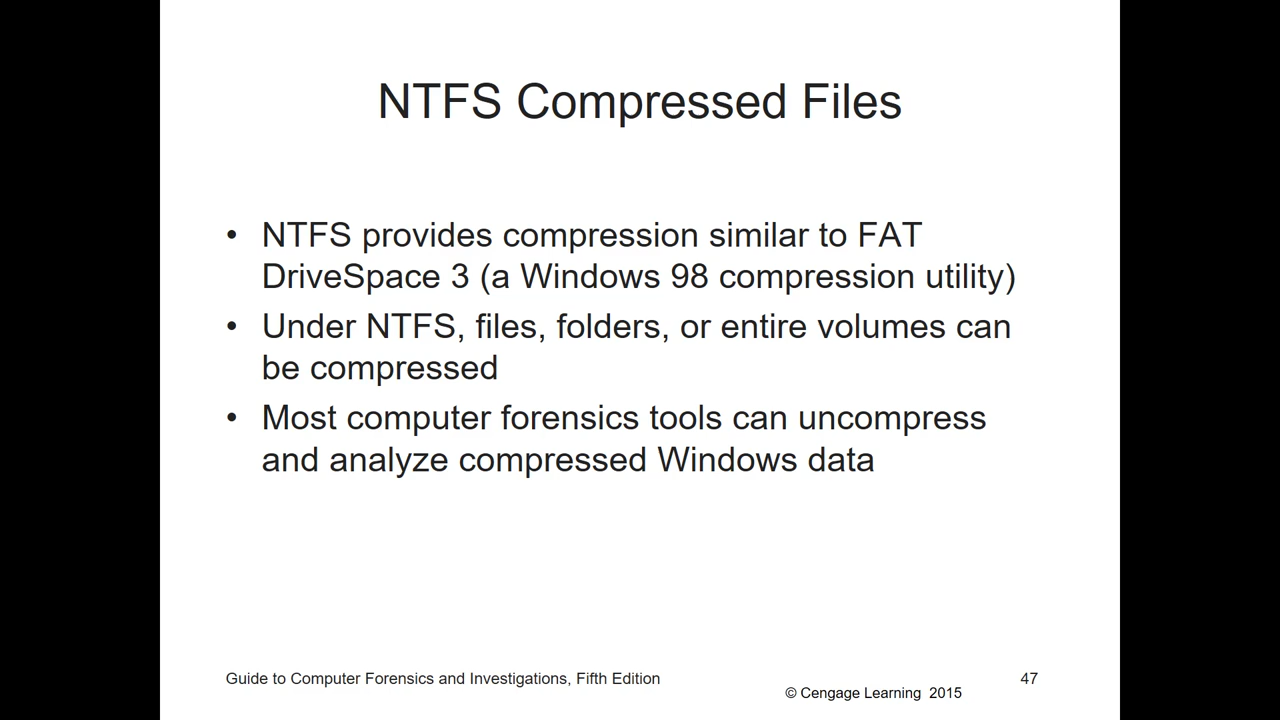 NTFS Compressed Files
• NTFS provides compression similar to FAT
DriveSpace 3 (a Windows 98 compression utility)
• Under NTFS, files, folders, or entire volumes can
be compressed
• Most computer forensics tools can uncompress
and analyze compressed Windows data
Guide to Computer Forensics and Investigations, Fifth Edition
47
© Cengage Learning 2015